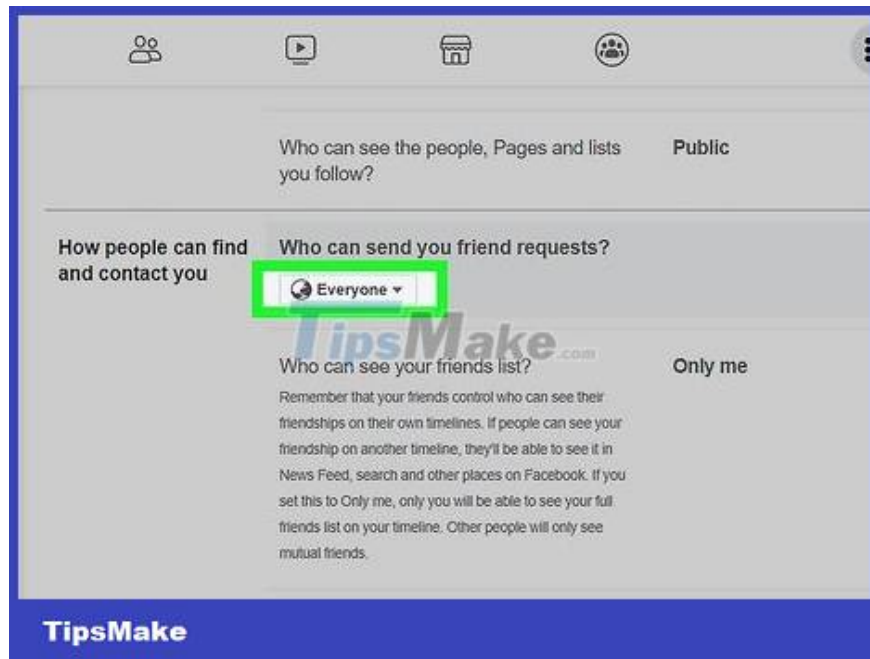 Who can see the people, Pages and lists
you follow?
Public
How people can find
and contact you
Who can send you friend requests?
Everyone
TipsMake.com
Who can see your friends list?
Only me
Remember that your friends control who can see their
friendships on their own timelines. If people can see your
friendship on another timeline, they'll be able to see it in
News Feed, search and other places on Facebook. If you
set this to Only me, only you will be able to see your full
friends list on your timeline. Other people will only see
mutual friends.
TipsMake